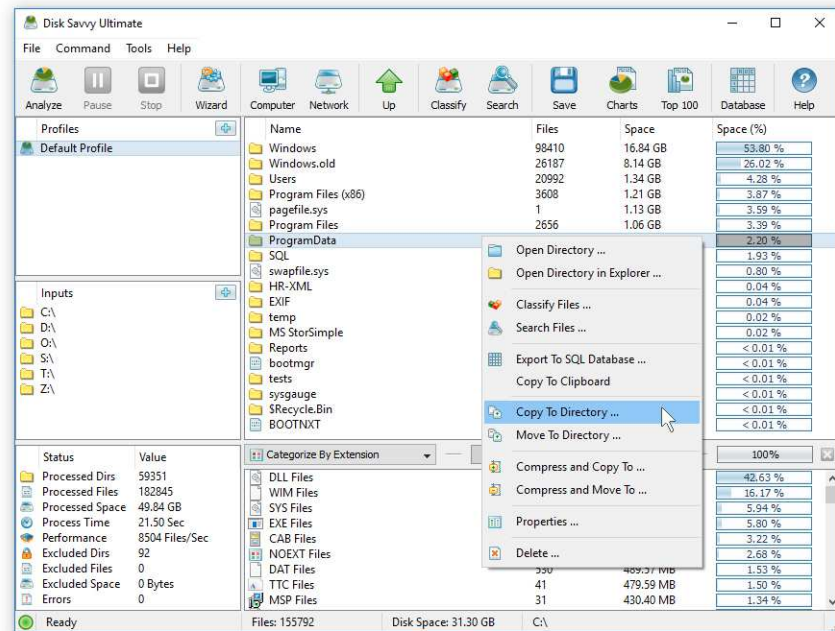 Disk Savvy Ultimate
File Command Tools Help
Analyze Pause Stop Wizard Computer Network Up Classify Search Save Charts Top 100 Database Help
Profiles
Default Profile
Inputs
C:\
D:\
O:\
S:\
T:\
Z:\
Name Files Space Space (%)
Windows 98410 16.84 GB 53.80 %
Windows.old 26187 8.14 GB 26.02 %
Users 20992 1.34 GB 4.28 %
Program Files (x86) 3608 1.21 GB 3.87 %
pagefile.sys 1 1.13 GB 3.59 %
Program Files 2656 1.06 GB 3.39 %
ProgramData 2.20 %
SQL 1.93 %
swapfile.sys 0.80 %
HR-XML 0.04 %
EXIF 0.04 %
temp 0.02 %
MS StorSimple 0.02 %
Reports < 0.01 %
bootmgr < 0.01 %
tests < 0.01 %
sysgauge < 0.01 %
$Recycle.Bin < 0.01 %
BOOTNXT < 0.01 %
Open Directory ...
Open Directory in Explorer ...
Classify Files ...
Search Files ...
Export To SQL Database ...
Copy To Clipboard
Copy To Directory ...
Move To Directory ...
Compress and Copy To ...
Compress and Move To ...
Properties ...
Delete ...
Status Value
Processed Dirs 59351
Processed Files 182845
Processed Space 49.84 GB
Process Time 21.50 Sec
Performance 8504 Files/Sec
Excluded Dirs 92
Excluded Files 0
Excluded Space 0 Bytes
Errors 0
Categorize By Extension 100%
DLL Files 42.63 %
WIM Files 16.17 %
SYS Files 5.94 %
EXE Files 5.80 %
CAB Files 3.22 %
NOEXT Files 2.68 %
DAT Files 1.53 %
TTC Files 41 479.59 MB 1.50 %
MSP Files 31 430.40 MB 1.34 %
Ready Files: 155792 Disk Space: 31.30 GB C:\